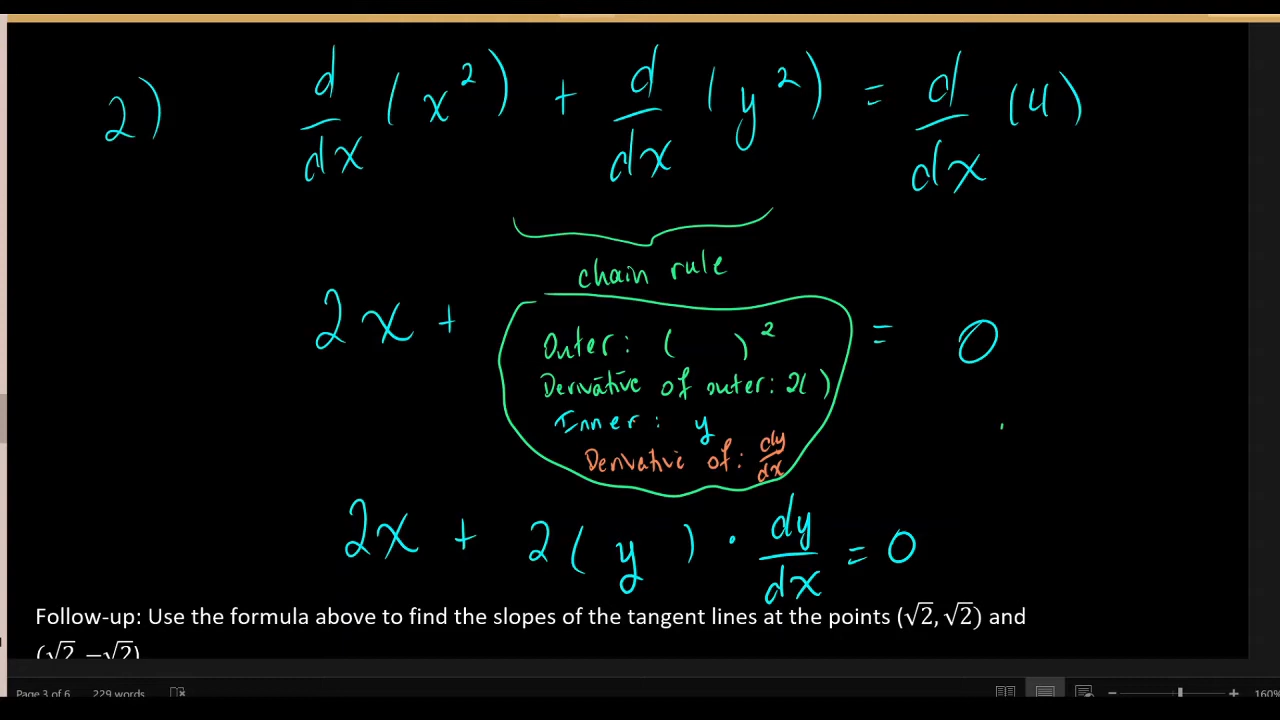 2) d/dx (x²) + d/dx (y²) = d/dx (4)
chain rule
2x + = 0
Outer: ( )²
Derivative of outer: 2( )
Inner: y
Derivative of: dy/dx
2x + 2( y ) · dy/dx = 0
Follow-up: Use the formula above to find the slopes of the tangent lines at the points (√2, √2) and
(√2, −√2)
Page 3 of 6 229 words 160%